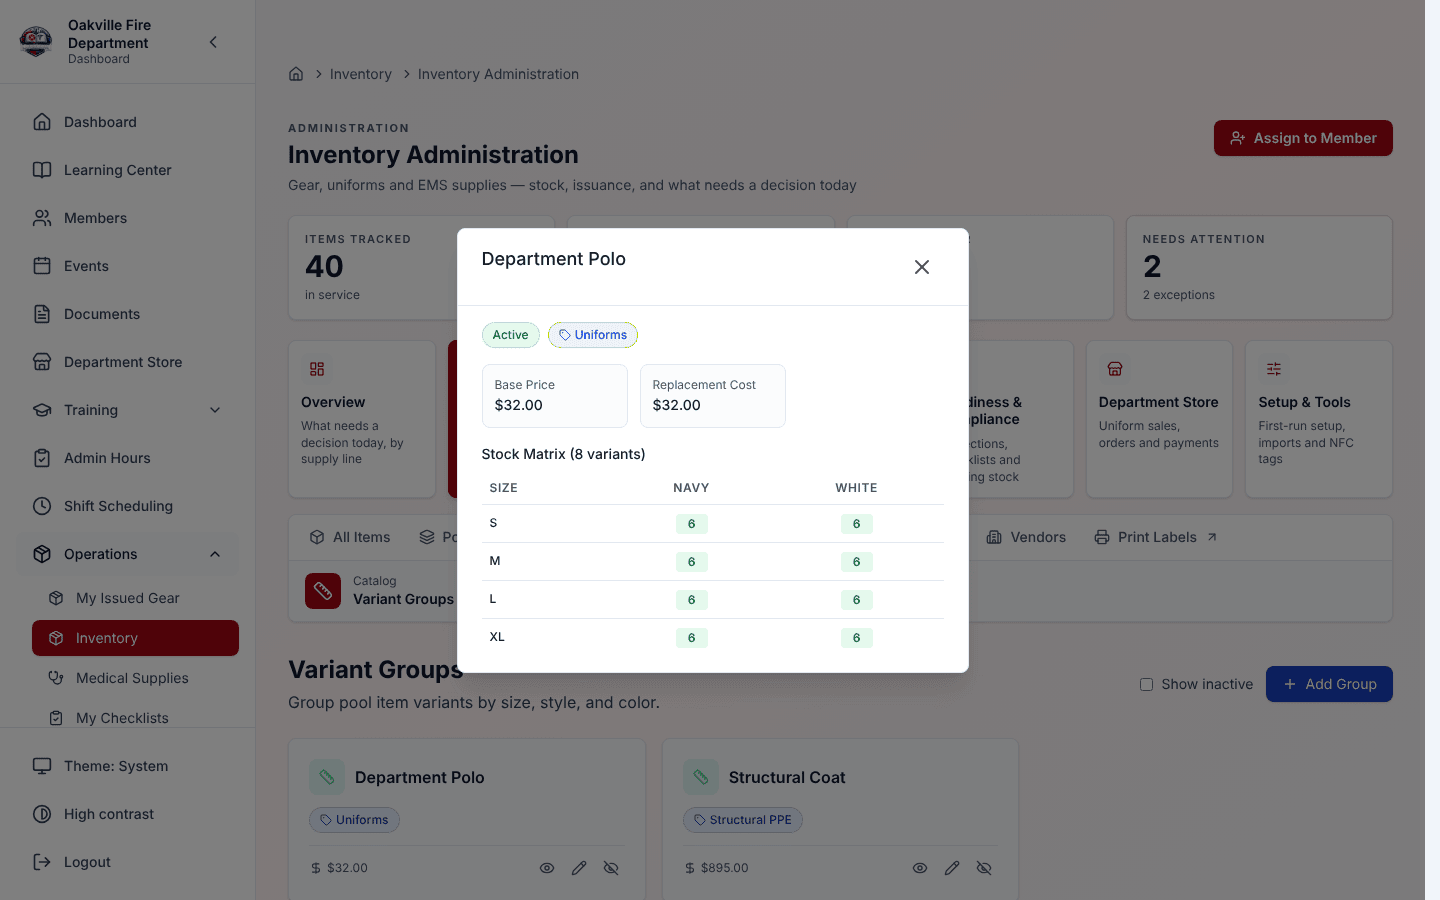 Oakville Fire
Department
Dashboard
Dashboard
Learning Center
Members
Events
Documents
Department Store
Training
Admin Hours
Shift Scheduling
Operations
My Issued Gear
Inventory
Medical Supplies
My Checklists
Theme: System
High contrast
Logout
Inventory
Inventory Administration
ADMINISTRATION
Inventory Administration
Gear, uniforms and EMS supplies — stock, issuance, and what needs a decision today
Assign to Member
ITEMS TRACKED
40
in service
NEEDS ATTENTION
2
2 exceptions
Overview
What needs a
decision today, by
supply line
Department Store
Uniform sales,
orders and payments
Setup & Tools
First-run setup,
imports and NFC
tags
All Items
Vendors
Print Labels
Catalog
Variant Groups
Department Polo
Active
Uniforms
Base Price
$32.00
Replacement Cost
$32.00
Stock Matrix (8 variants)
SIZE NAVY WHITE
S 6 6
M 6 6
L 6 6
XL 6 6
Variant Groups
Group pool item variants by size, style, and color.
Show inactive
Add Group
Department Polo
Uniforms
$32.00
Structural Coat
Structural PPE
$895.00